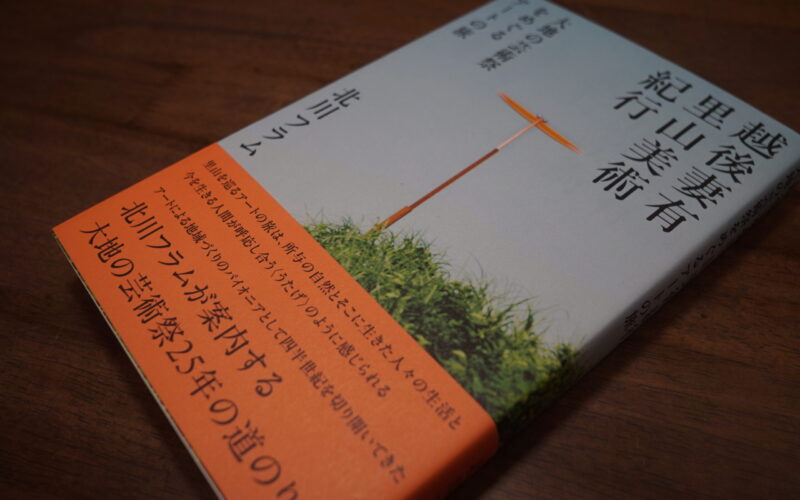 越後妻有
里山美術
紀行
大地の芸術祭
をめぐる
アートの旅
北川フラム
里山を巡るアートの旅は、所与の自然とそこに生きた人々の生活と
今を生きる人間が呼応し合う〈うたげ〉のように感じられる
アートによる地域づくりのパイオニアとして四半世紀を切り開いてきた
北川フラムが案内する
大地の芸術祭25年の道のり